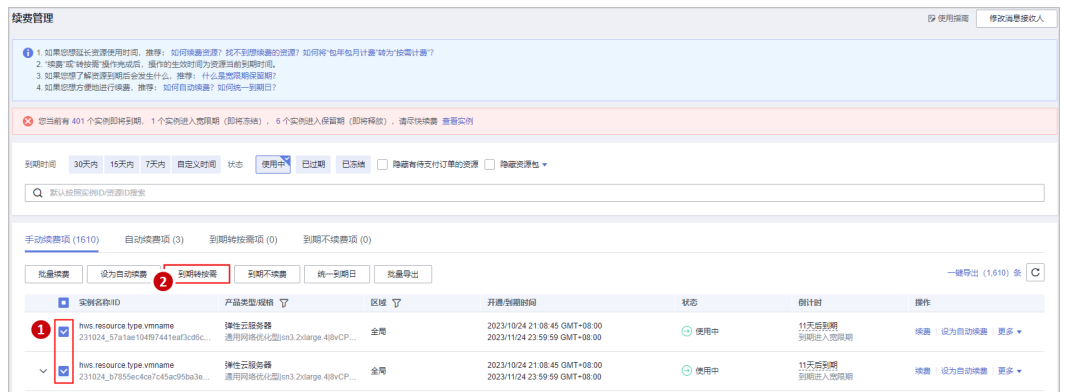 续费管理
使用指南 修改消息接收人
1. 如果您想延长资源使用时间，推荐： 如何续费资源? 找不到想续费的资源? 如何将“包年包月计费”转为“按需计费”?
2. “续费”或“转按需”操作完成后，操作的生效时间为资源当前到期时间。
3. 如果您想了解资源到期后会发生什么，推荐： 什么是宽限期保留期?
4. 如果您想方便地进行续费，推荐： 如何自动续费? 如何统一到期日?
您当前有 401 个实例即将到期， 1 个实例进入宽限期（即将冻结）， 6 个实例进入保留期（即将释放），请尽快续费 查看实例
到期时间 30天内 15天内 7天内 自定义时间 状态 使用中 已过期 已冻结 隐藏有待支付订单的资源 隐藏资源包
默认按照实例ID/资源ID搜索
手动续费项 (1610) 自动续费项 (3) 到期转按需项 (0) 到期不续费项 (0)
批量续费 设为自动续费 到期转按需 到期不续费 统一到期日 批量导出 一键导出 (1,610) 条
2
实例名称/ID 产品类型/规格 区域 开通/到期时间 状态 倒计时 操作
1
hws.resource.type.vmname 弹性云服务器 全局 2023/10/24 21:08:45 GMT+08:00 使用中 11天后到期 续费 设为自动续费 更多
231024_57a1ae104f97441eaf3cd6c... 通用网络优化型|sn3.2xlarge.4|8vCP... 2023/11/24 23:59:59 GMT+08:00 到期进入宽限期
hws.resource.type.vmname 弹性云服务器 全局 2023/10/24 21:08:45 GMT+08:00 使用中 11天后到期 续费 设为自动续费 更多
231024_b7855ec4ce7c45ac95ba3e... 通用网络优化型|sn3.2xlarge.4|8vCP... 2023/11/24 23:59:59 GMT+08:00 到期进入宽限期